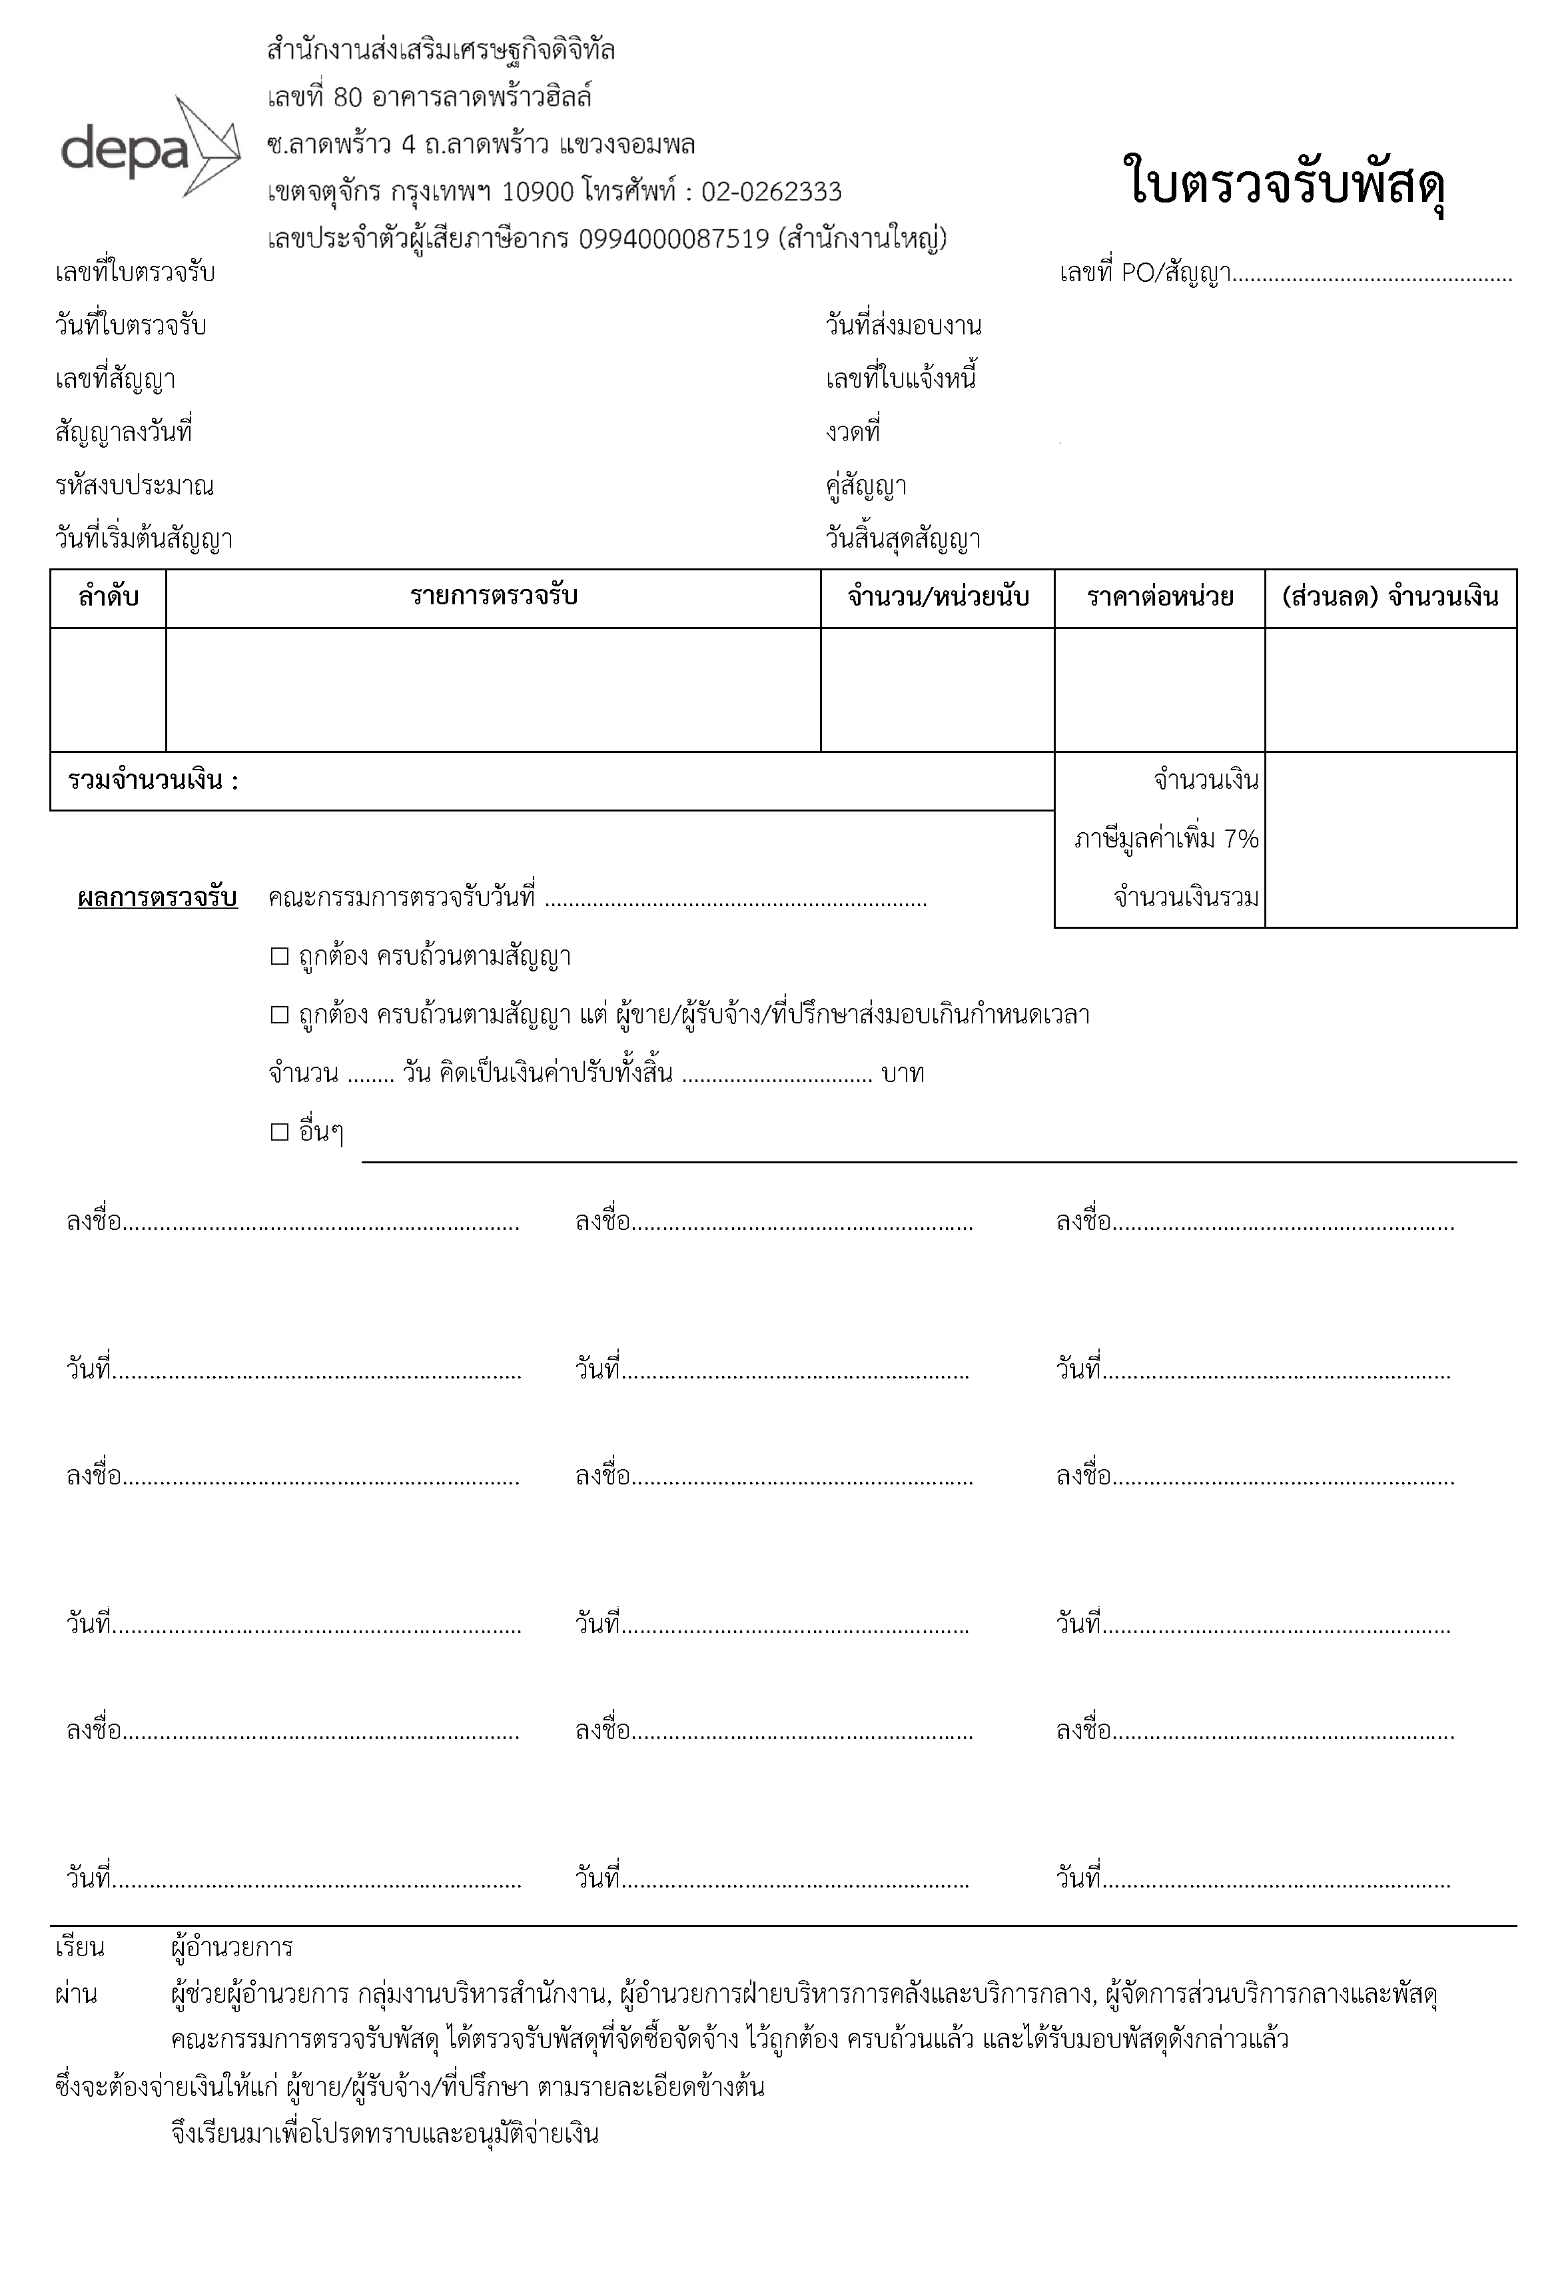 สำนักงานส่งเสริมเศรษฐกิจดิจิทัล
เลขที่ 80 อาคารลาดพร้าวฮิลล์
depa
ซ.ลาดพร้าว 4 ถ.ลาดพร้าว แขวงจอมพล
ใบตรวจรับพัสดุ
เขตจตุจักร กรุงเทพฯ 10900 โทรศัพท์ : 02-0262333
เลขประจำตัวผู้เสียภาษีอากร 0994000087519 (สำนักงานใหญ่)
เลขที่ใบตรวจรับ เลขที่ PO/สัญญา...............................................
วันที่ใบตรวจรับ วันที่ส่งมอบงาน
เลขที่สัญญา เลขที่ใบแจ้งหนี้
สัญญาลงวันที่ งวดที่
รหัสงบประมาณ คู่สัญญา
วันที่เริ่มต้นสัญญา วันสิ้นสุดสัญญา
ลำดับ รายการตรวจรับ จำนวน/หน่วยนับ ราคาต่อหน่วย (ส่วนลด) จำนวนเงิน
รวมจำนวนเงิน : จำนวนเงิน
ภาษีมูลค่าเพิ่ม 7%
ผลการตรวจรับ คณะกรรมการตรวจรับวันที่ ................................................................ จำนวนเงินรวม
☐ ถูกต้อง ครบถ้วนตามสัญญา
☐ ถูกต้อง ครบถ้วนตามสัญญา แต่ ผู้ขาย/ผู้รับจ้าง/ที่ปรึกษาส่งมอบเกินกำหนดเวลา
จำนวน ........ วัน คิดเป็นเงินค่าปรับทั้งสิ้น ................................ บาท
☐ อื่นๆ
ลงชื่อ................................................................. ลงชื่อ........................................................ ลงชื่อ........................................................
วันที่................................................................... วันที่......................................................... วันที่.........................................................
ลงชื่อ................................................................. ลงชื่อ........................................................ ลงชื่อ........................................................
วันที่................................................................... วันที่......................................................... วันที่.........................................................
ลงชื่อ................................................................. ลงชื่อ........................................................ ลงชื่อ........................................................
วันที่................................................................... วันที่......................................................... วันที่.........................................................
เรียน ผู้อำนวยการ
ผ่าน ผู้ช่วยผู้อำนวยการ กลุ่มงานบริหารสำนักงาน, ผู้อำนวยการฝ่ายบริหารการคลังและบริการกลาง, ผู้จัดการส่วนบริการกลางและพัสดุ
คณะกรรมการตรวจรับพัสดุ ได้ตรวจรับพัสดุที่จัดซื้อจัดจ้าง ไว้ถูกต้อง ครบถ้วนแล้ว และได้รับมอบพัสดุดังกล่าวแล้ว
ซึ่งจะต้องจ่ายเงินให้แก่ ผู้ขาย/ผู้รับจ้าง/ที่ปรึกษา ตามรายละเอียดข้างต้น
จึงเรียนมาเพื่อโปรดทราบและอนุมัติจ่ายเงิน